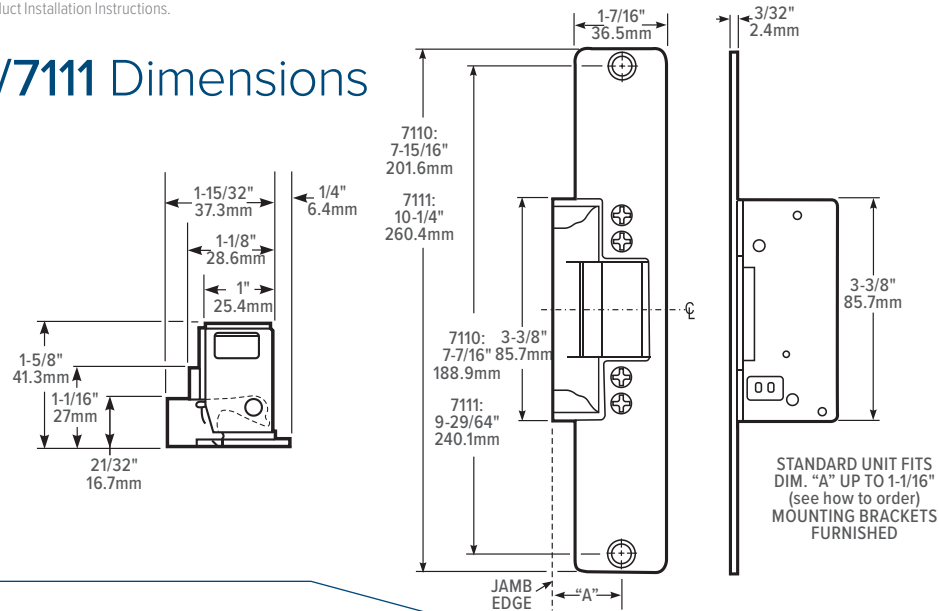 duct Installation Instructions.
/7111 Dimensions
1-15/32"
37.3mm
1/4"
6.4mm
1-1/8"
28.6mm
1"
25.4mm
1-5/8"
41.3mm
1-1/16"
27mm
21/32"
16.7mm
1-7/16"
36.5mm
7110:
7-15/16"
201.6mm
7111:
10-1/4"
260.4mm
7110:
7-7/16"
188.9mm
7111:
9-29/64"
240.1mm
3-3/8"
85.7mm
℄
JAMB
EDGE
“A”
3/32"
2.4mm
3-3/8"
85.7mm
STANDARD UNIT FITS
DIM. “A” UP TO 1-1/16"
(see how to order)
MOUNTING BRACKETS
FURNISHED